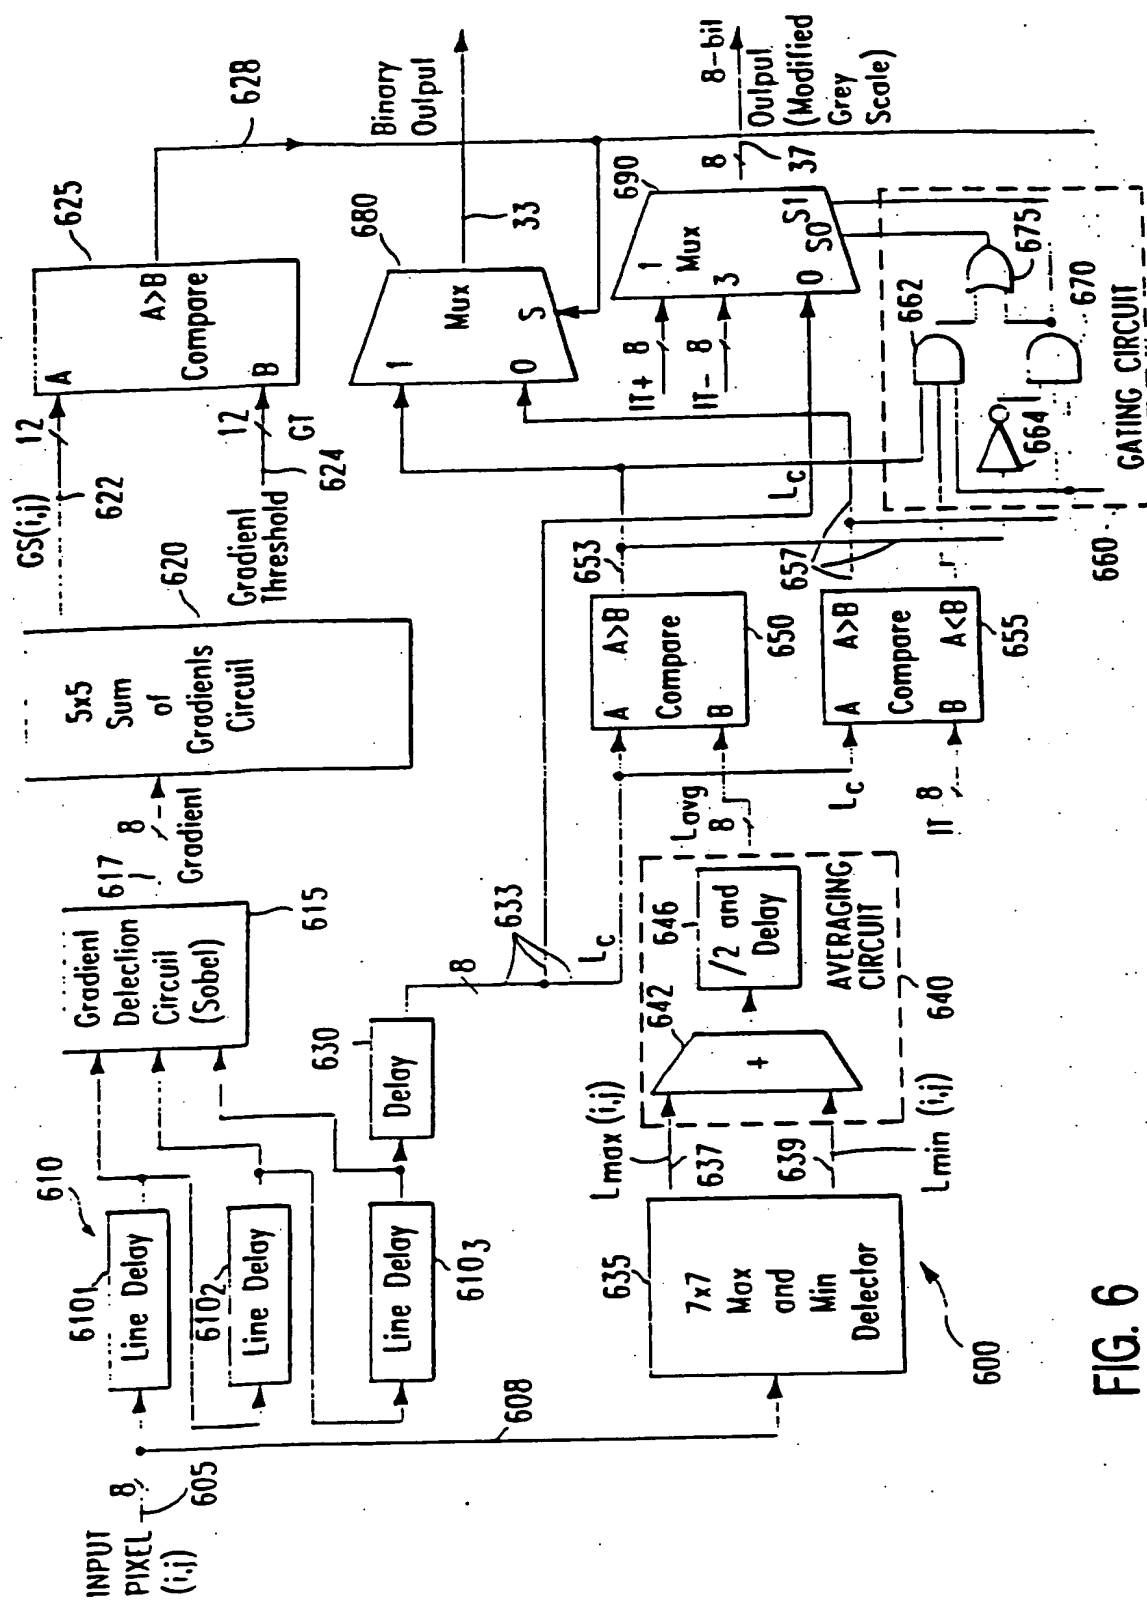 INPUT
PIXEL
(i,j)
8
605
608
610
610₁
Line Delay
610₂
Line Delay
610₃
Line Delay
630
Delay
8
633
L_C
Gradient
Detection
Circuit
(Sobel)
615
617
8
Gradient
5x5
Sum
of
Gradients
Circuit
620
GS(i,j)
12
622
Gradient
Threshold
12
GT
624
A
B
A>B
Compare
625
628
635
7x7
Max
and
Min
Detector
600
Lmax (i,j)
637
639
Lmin (i,j)
642
+
646
/2 and
Delay
AVERAGING
CIRCUIT
640
Lavg
8
L_C
IT
8
A
B
A>B
Compare
650
653
A
B
A>B
Compare
A<B
655
657
660
L_C
1
0
Mux
S
680
33
Binary
Output
IT+
8
IT-
8
1
Mux
3
0
S0
S1
690
8
37
8-bit
Output
(Modified
Grey
Scale)
662
664
670
675
GATING CIRCUIT
FIG. 6